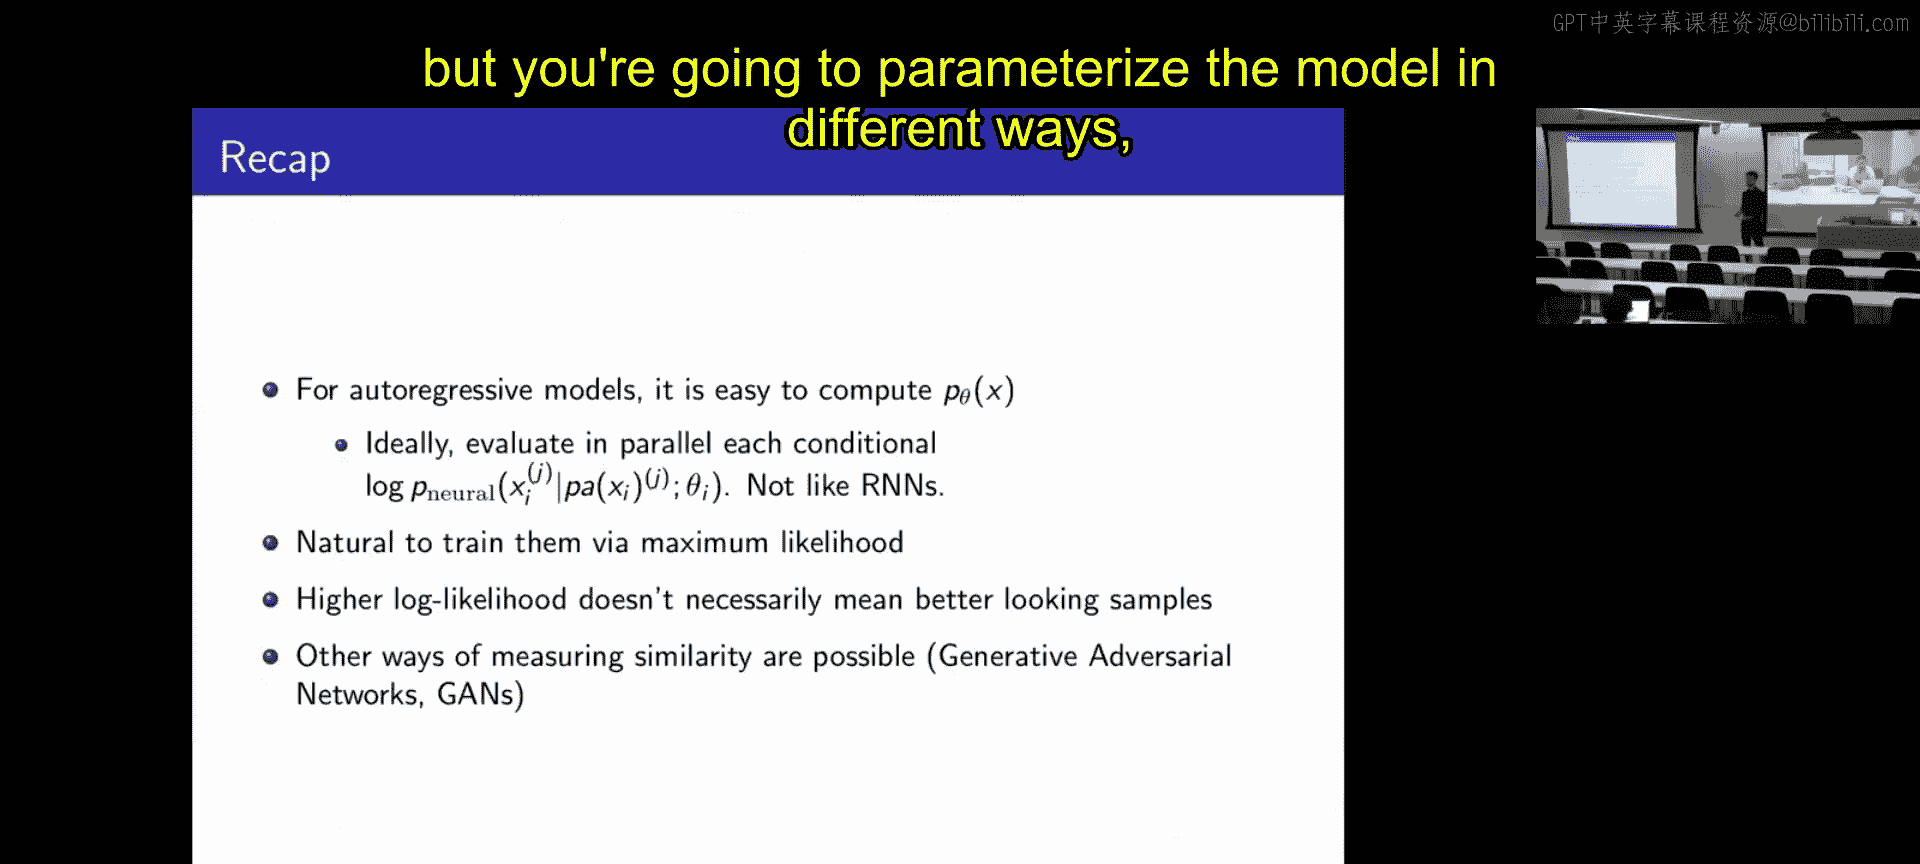 GPT中英字幕课程资源@bilibili.com
but you're going to parameterize the model in
different ways,
Recap
For autoregressive models, it is easy to compute pθ(x)
Ideally, evaluate in parallel each conditional
log pneural(xi(j)|pa(xi)(j); θi). Not like RNNs.
Natural to train them via maximum likelihood
Higher log-likelihood doesn't necessarily mean better looking samples
Other ways of measuring similarity are possible (Generative Adversarial
Networks, GANs)